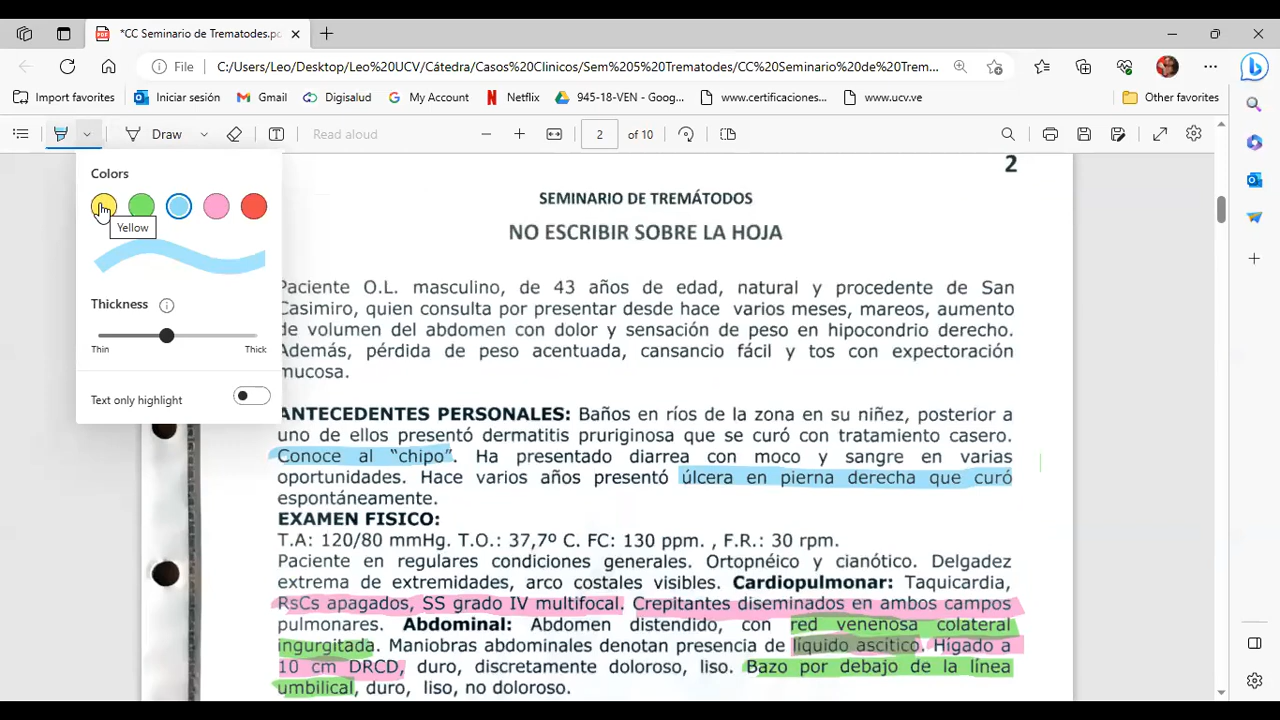 *CC Seminario de Trematodes.pc
File C:/Users/Leo/Desktop/Leo%20UCV/Cátedra/Casos%20Clinicos/Sem%205%20Trematodes/CC%20Seminario%20de%20Trem...
Import favorites Iniciar sesión Gmail Digisalud My Account Netflix 945-18-VEN - Goog... www.certificaciones... www.ucv.ve Other favorites
Draw Read aloud 2 of 10
Colors
Yellow
Thickness
Thin Thick
Text only highlight
2
SEMINARIO DE TREMÁTODOS
NO ESCRIBIR SOBRE LA HOJA
Paciente O.L. masculino, de 43 años de edad, natural y procedente de San
Casimiro, quien consulta por presentar desde hace varios meses, mareos, aumento
de volumen del abdomen con dolor y sensación de peso en hipocondrio derecho.
Además, pérdida de peso acentuada, cansancio fácil y tos con expectoración
mucosa.
ANTECEDENTES PERSONALES: Baños en ríos de la zona en su niñez, posterior a
uno de ellos presentó dermatitis pruriginosa que se curó con tratamiento casero.
Conoce al “chipo”. Ha presentado diarrea con moco y sangre en varias
oportunidades. Hace varios años presentó úlcera en pierna derecha que curó
espontáneamente.
EXAMEN FISICO:
T.A: 120/80 mmHg. T.O.: 37,7º C. FC: 130 ppm. , F.R.: 30 rpm.
Paciente en regulares condiciones generales. Ortopnéico y cianótico. Delgadez
extrema de extremidades, arco costales visibles. Cardiopulmonar: Taquicardia,
RsCs apagados, SS grado IV multifocal. Crepitantes diseminados en ambos campos
pulmonares. Abdominal: Abdomen distendido, con red venenosa colateral
ingurgitada. Maniobras abdominales denotan presencia de líquido ascítico. Hígado a
10 cm DRCD, duro, discretamente doloroso, liso. Bazo por debajo de la línea
umbilical, duro, liso, no doloroso.